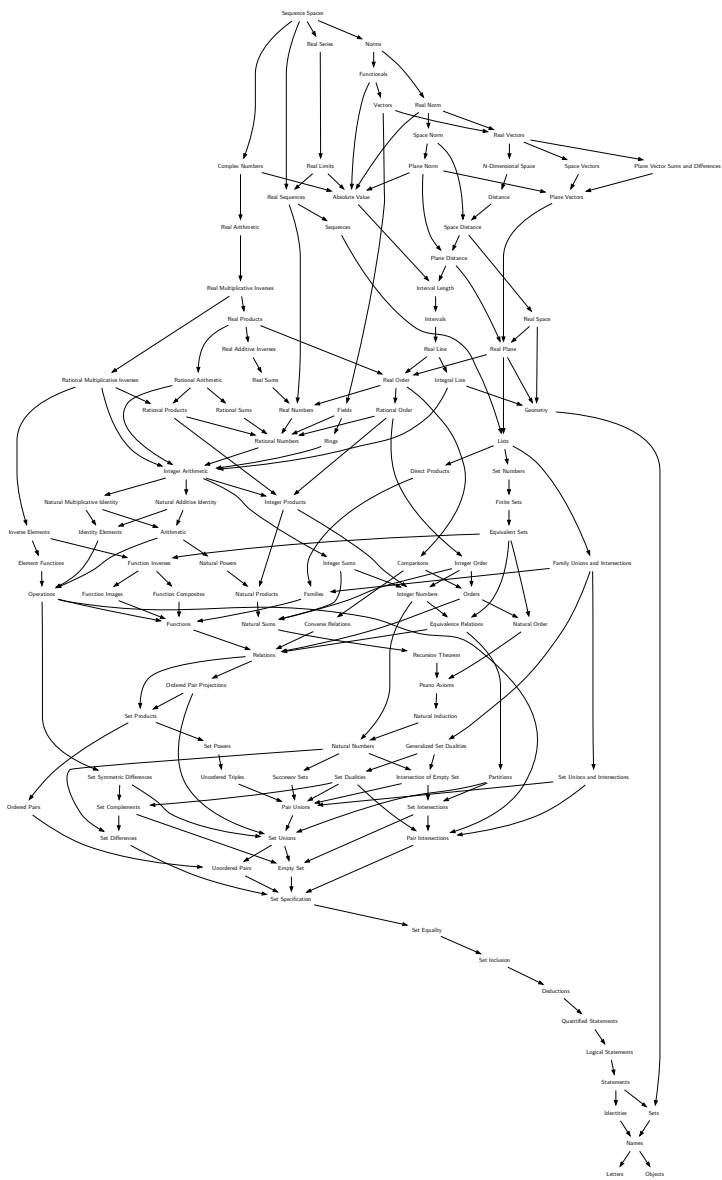 Sequence Spaces
Real Series
Norms
Functionals
Vectors
Real Norm
Space Norm
Real Vectors
Complex Numbers
Real Limits
Plane Norm
N-Dimensional Space
Space Vectors
Plane Vector Sums and Differences
Real Sequences
Absolute Value
Distance
Plane Vectors
Real Arithmetic
Sequences
Space Distance
Plane Distance
Real Multiplicative Inverses
Interval Length
Real Products
Intervals
Real Space
Real Additive Inverses
Real Line
Real Plane
Rational Multiplicative Inverses
Rational Arithmetic
Real Sums
Real Order
Integral Line
Rational Products
Rational Sums
Real Numbers
Fields
Rational Order
Geometry
Rational Numbers
Rings
Lists
Integer Arithmetic
Direct Products
Set Numbers
Natural Multiplicative Identity
Natural Additive Identity
Integer Products
Finite Sets
Inverse Elements
Identity Elements
Arithmetic
Equivalent Sets
Element Functions
Function Inverses
Natural Powers
Integer Sums
Comparisons
Integer Order
Family Unions and Intersections
Operations
Function Images
Function Composites
Natural Products
Families
Integer Numbers
Orders
Functions
Natural Sums
Converse Relations
Equivalence Relations
Natural Order
Relations
Recursion Theorem
Ordered Pair Projections
Peano Axioms
Set Products
Natural Induction
Set Powers
Natural Numbers
Generalized Set Dualities
Set Symmetric Differences
Unordered Triples
Successor Sets
Set Dualities
Intersection of Empty Set
Partitions
Set Unions and Intersections
Ordered Pairs
Set Complements
Pair Unions
Set Intersections
Set Differences
Set Unions
Pair Intersections
Unordered Pairs
Empty Set
Set Specification
Set Equality
Set Inclusion
Deductions
Quantified Statements
Logical Statements
Statements
Identities
Sets
Names
Letters
Objects